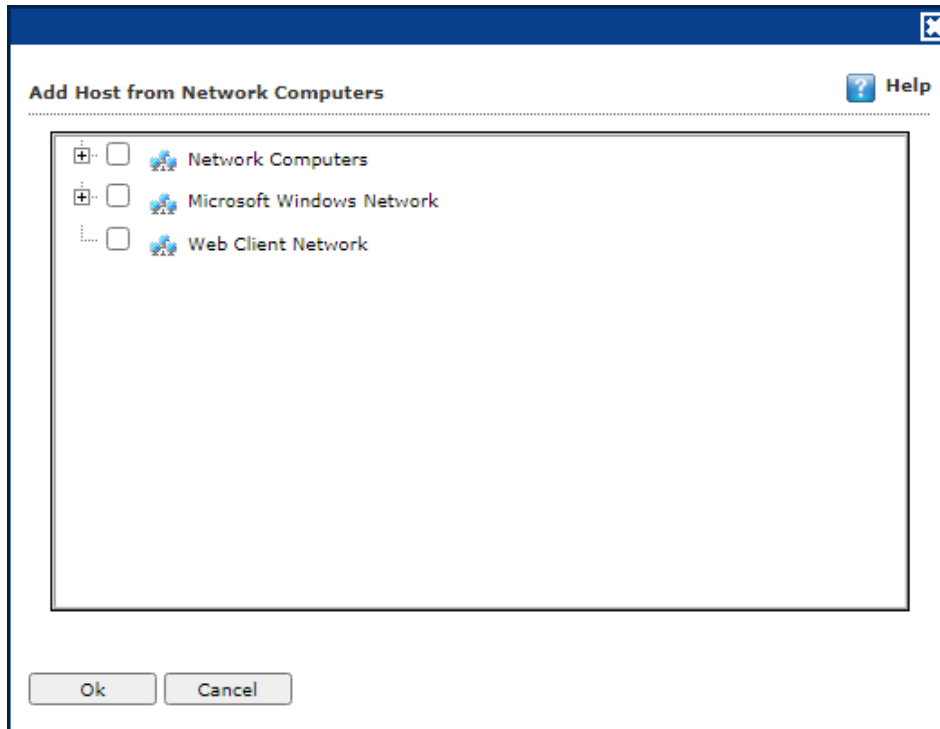 Add Host from Network Computers
? Help
Network Computers
Microsoft Windows Network
Web Client Network
Ok
Cancel